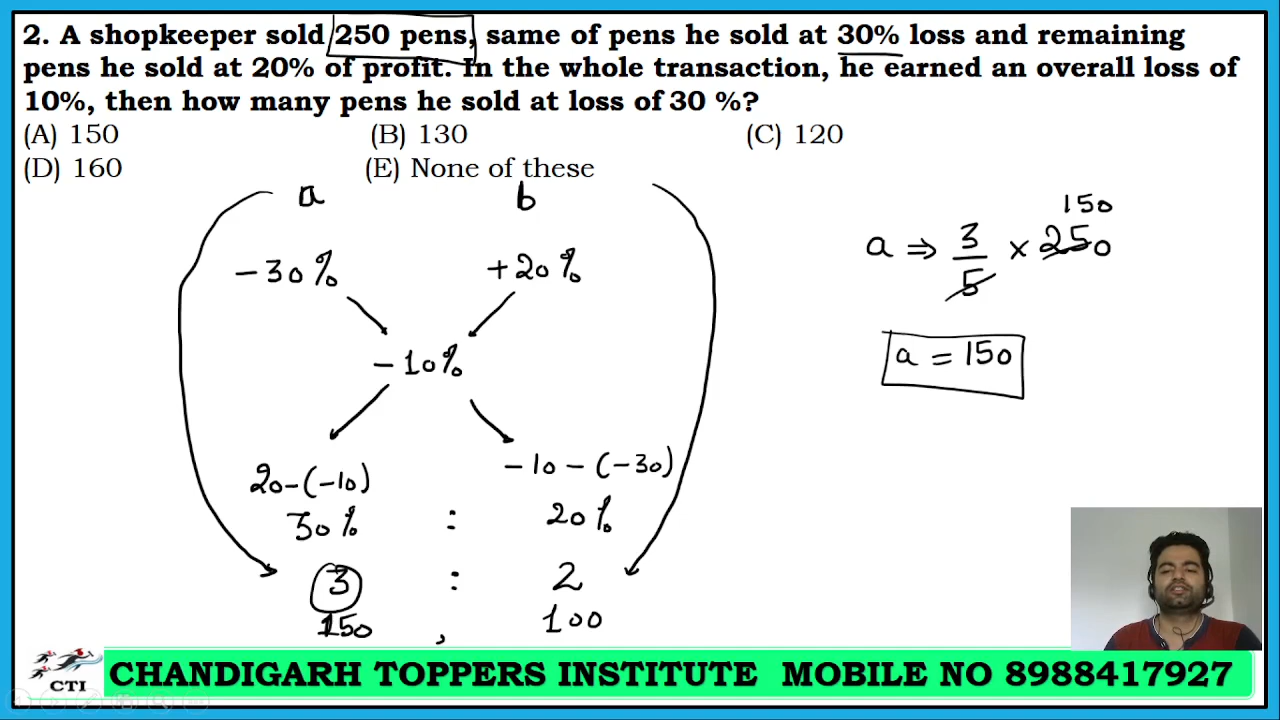 2. A shopkeeper sold 250 pens, same of pens he sold at 30% loss and remaining
pens he sold at 20% of profit. In the whole transaction, he earned an overall loss of
10%, then how many pens he sold at loss of 30 %?
(A) 150 (B) 130 (C) 120
(D) 160 (E) None of these
a b
-30% +20%
-10%
20-(-10) -10-(-30)
30% : 20%
3 : 2
150 , 100
150
a ⇒ 3/5 × 250
a = 150
CTI
CHANDIGARH TOPPERS INSTITUTE MOBILE NO 8988417927